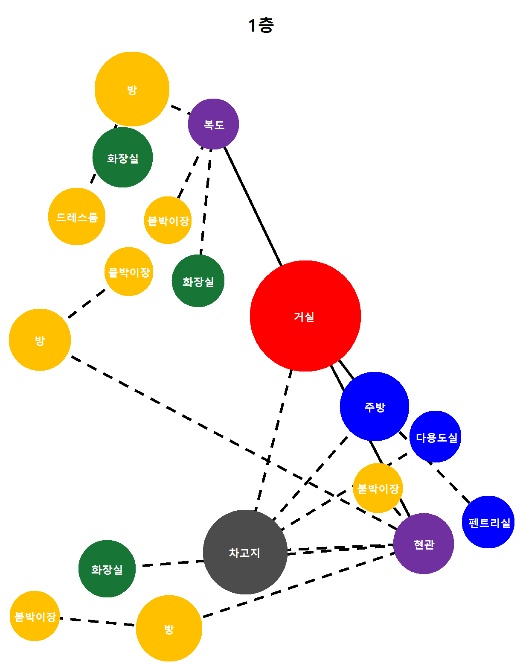 1층
방
복도
화장실
드레스룸
붙박이장
붙박이장
화장실
거실
방
주방
다용도실
붙박이장
펜트리실
현관
차고지
화장실
붙박이장
방